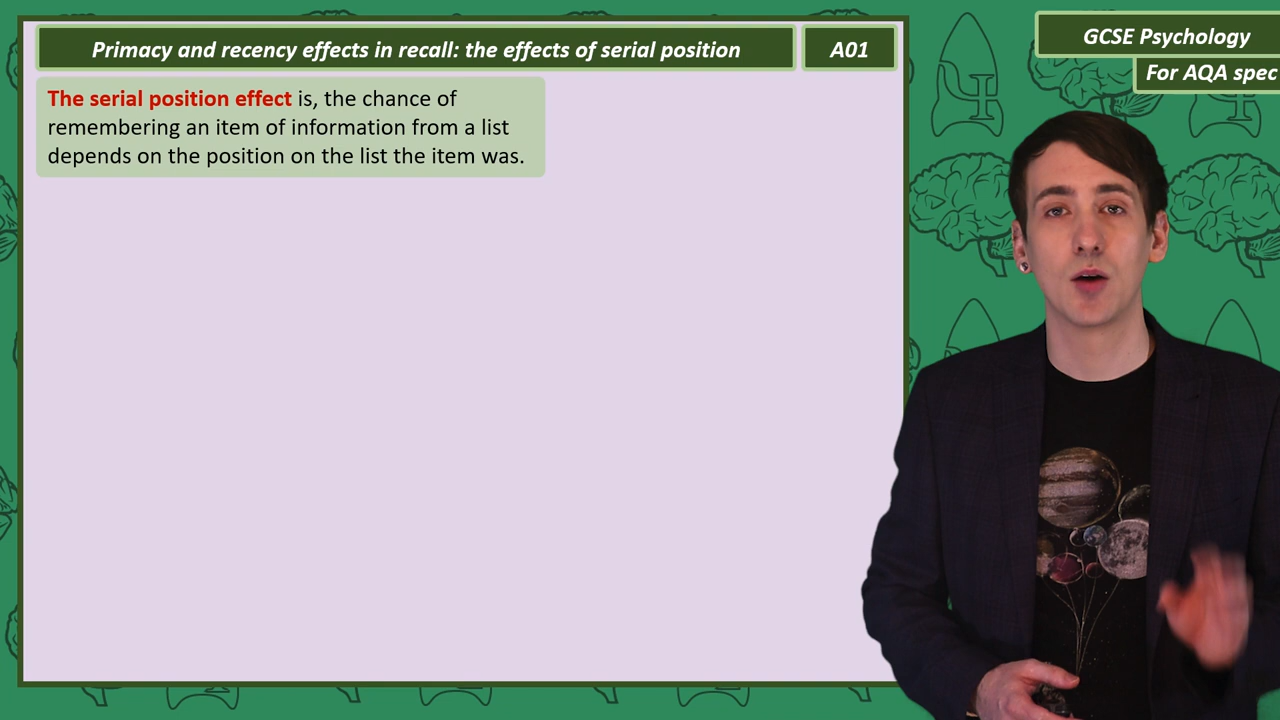 Primacy and recency effects in recall: the effects of serial position
A01
GCSE Psychology
For AQA spec
The serial position effect is, the chance of
remembering an item of information from a list
depends on the position on the list the item was.